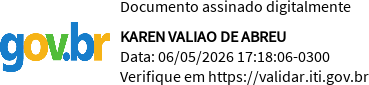 Documento assinado digitalmente
gov.br
KAREN VALIAO DE ABREU
Data: 06/05/2026 17:18:06-0300
Verifique em https://validar.iti.gov.br